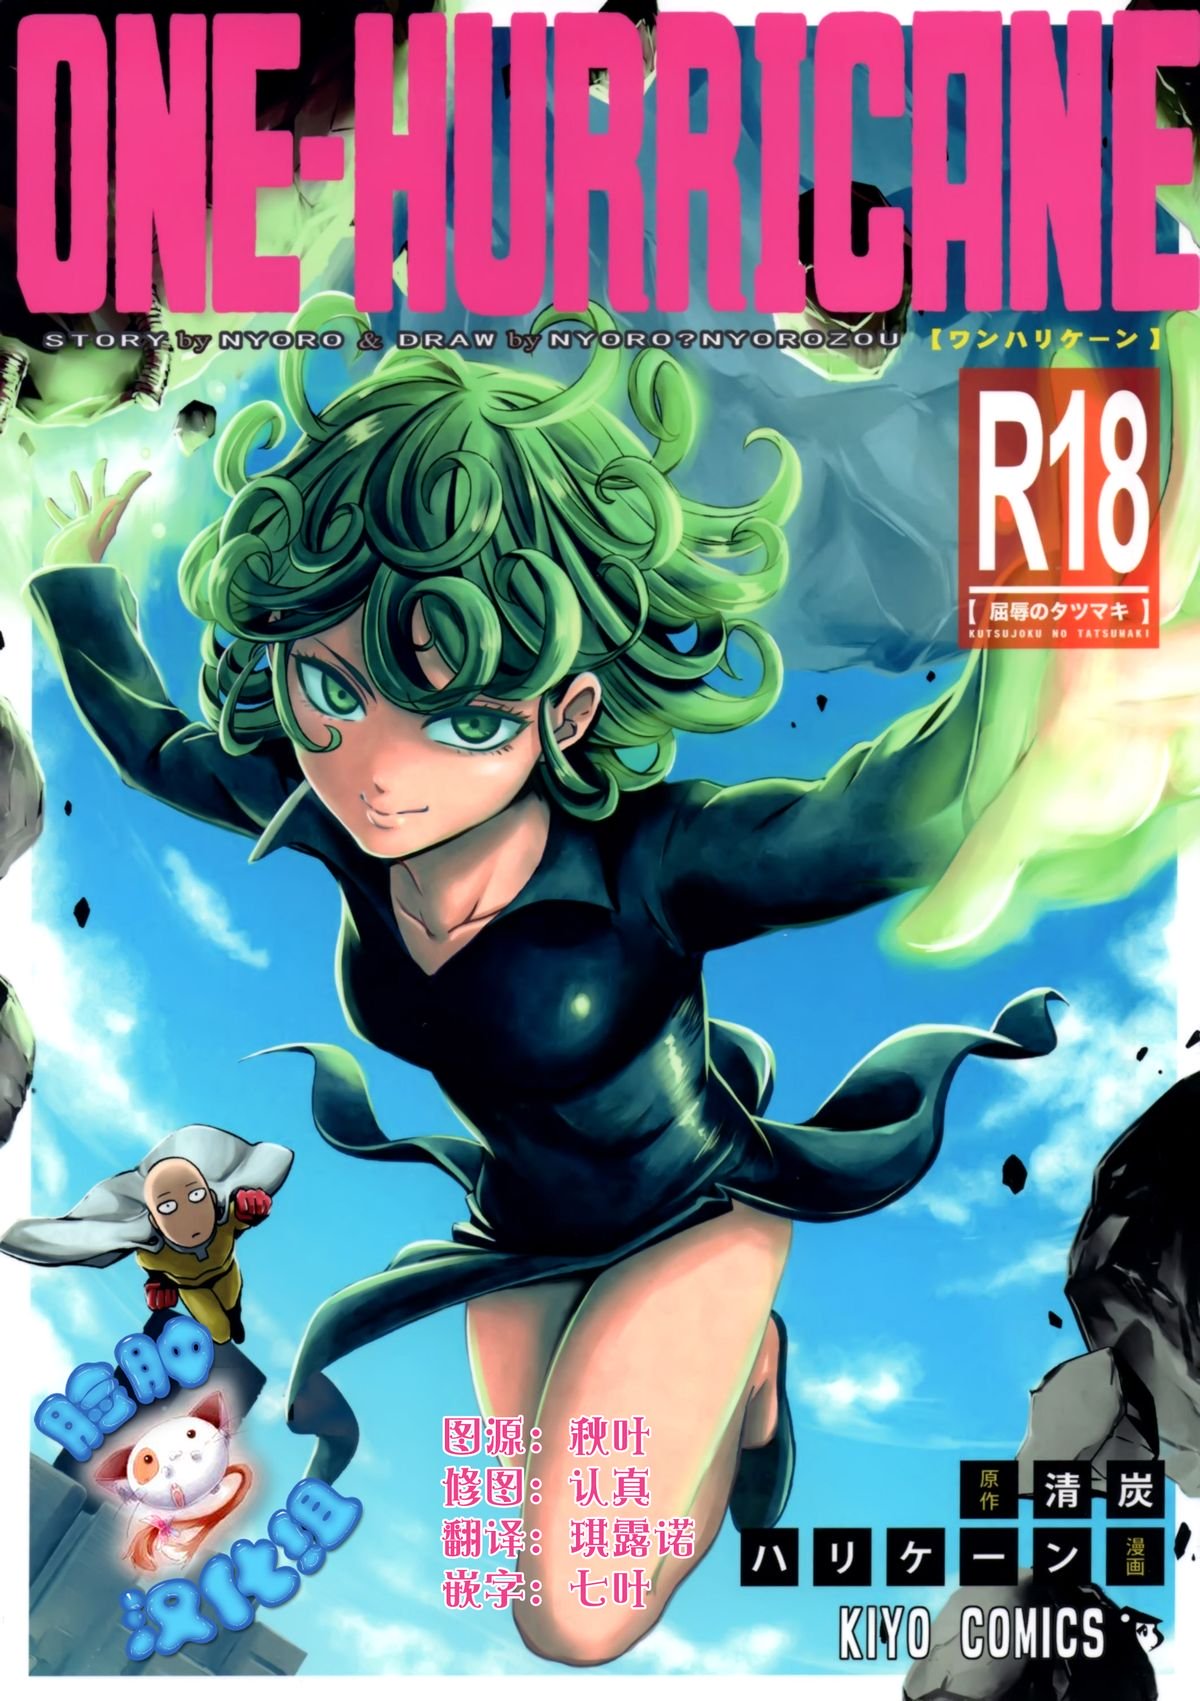 ONE-HURRICANE
STORY by NYORO & DRAW by NYORO?NYOROZOU 【ワンハリケーン】
R18
【 屈辱のタツマキ 】
KUTSUJOKU NO TATSUMAKI
脸肿
汉化组
图源：秋叶
修图：认真
翻译：琪露诺
嵌字：七叶
原作 清炭
ハリケーン 漫画
KIYO COMICS